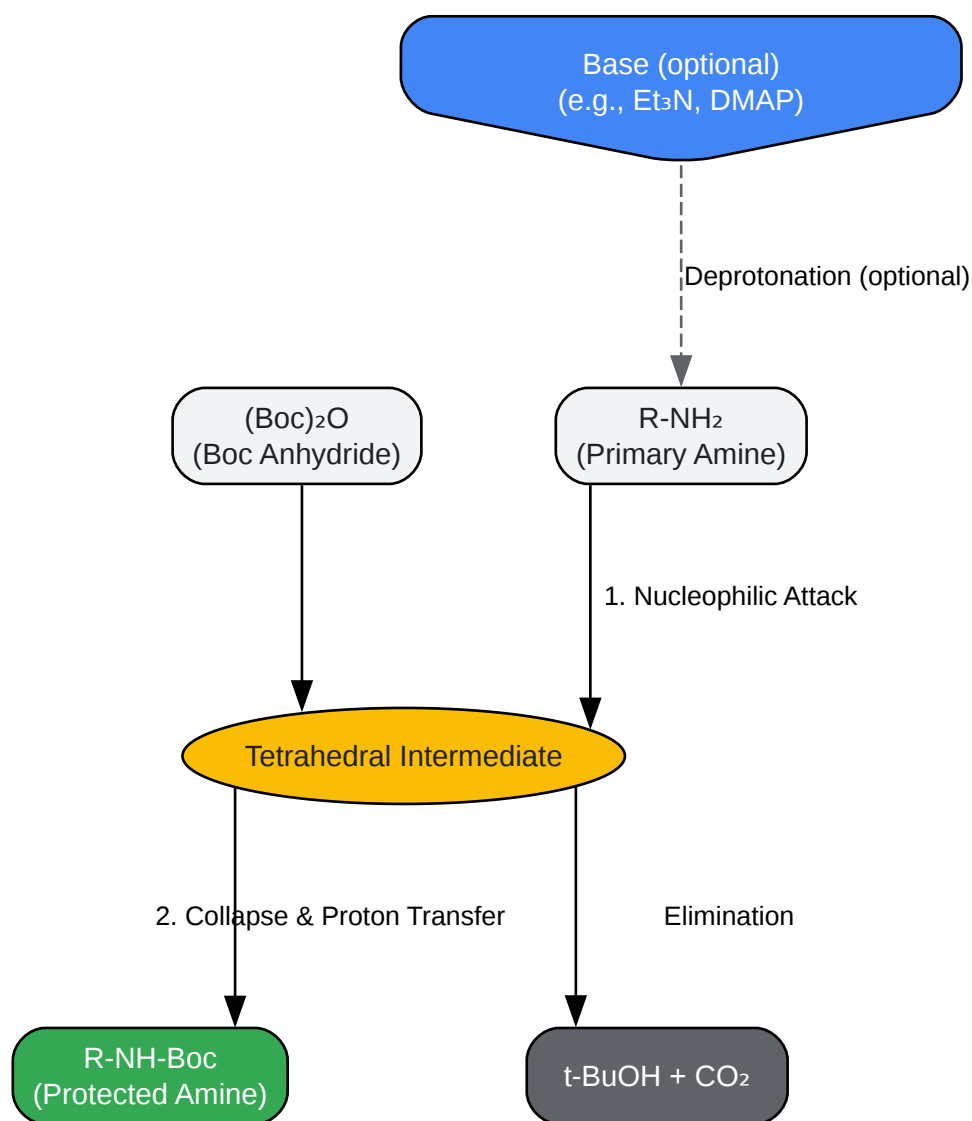 Base (optional)
(e.g., Et₃N, DMAP)
Deprotonation (optional)
(Boc)₂O
(Boc Anhydride)
R-NH₂
(Primary Amine)
1. Nucleophilic Attack
Tetrahedral Intermediate
2. Collapse & Proton Transfer
Elimination
R-NH-Boc
(Protected Amine)
t-BuOH + CO₂